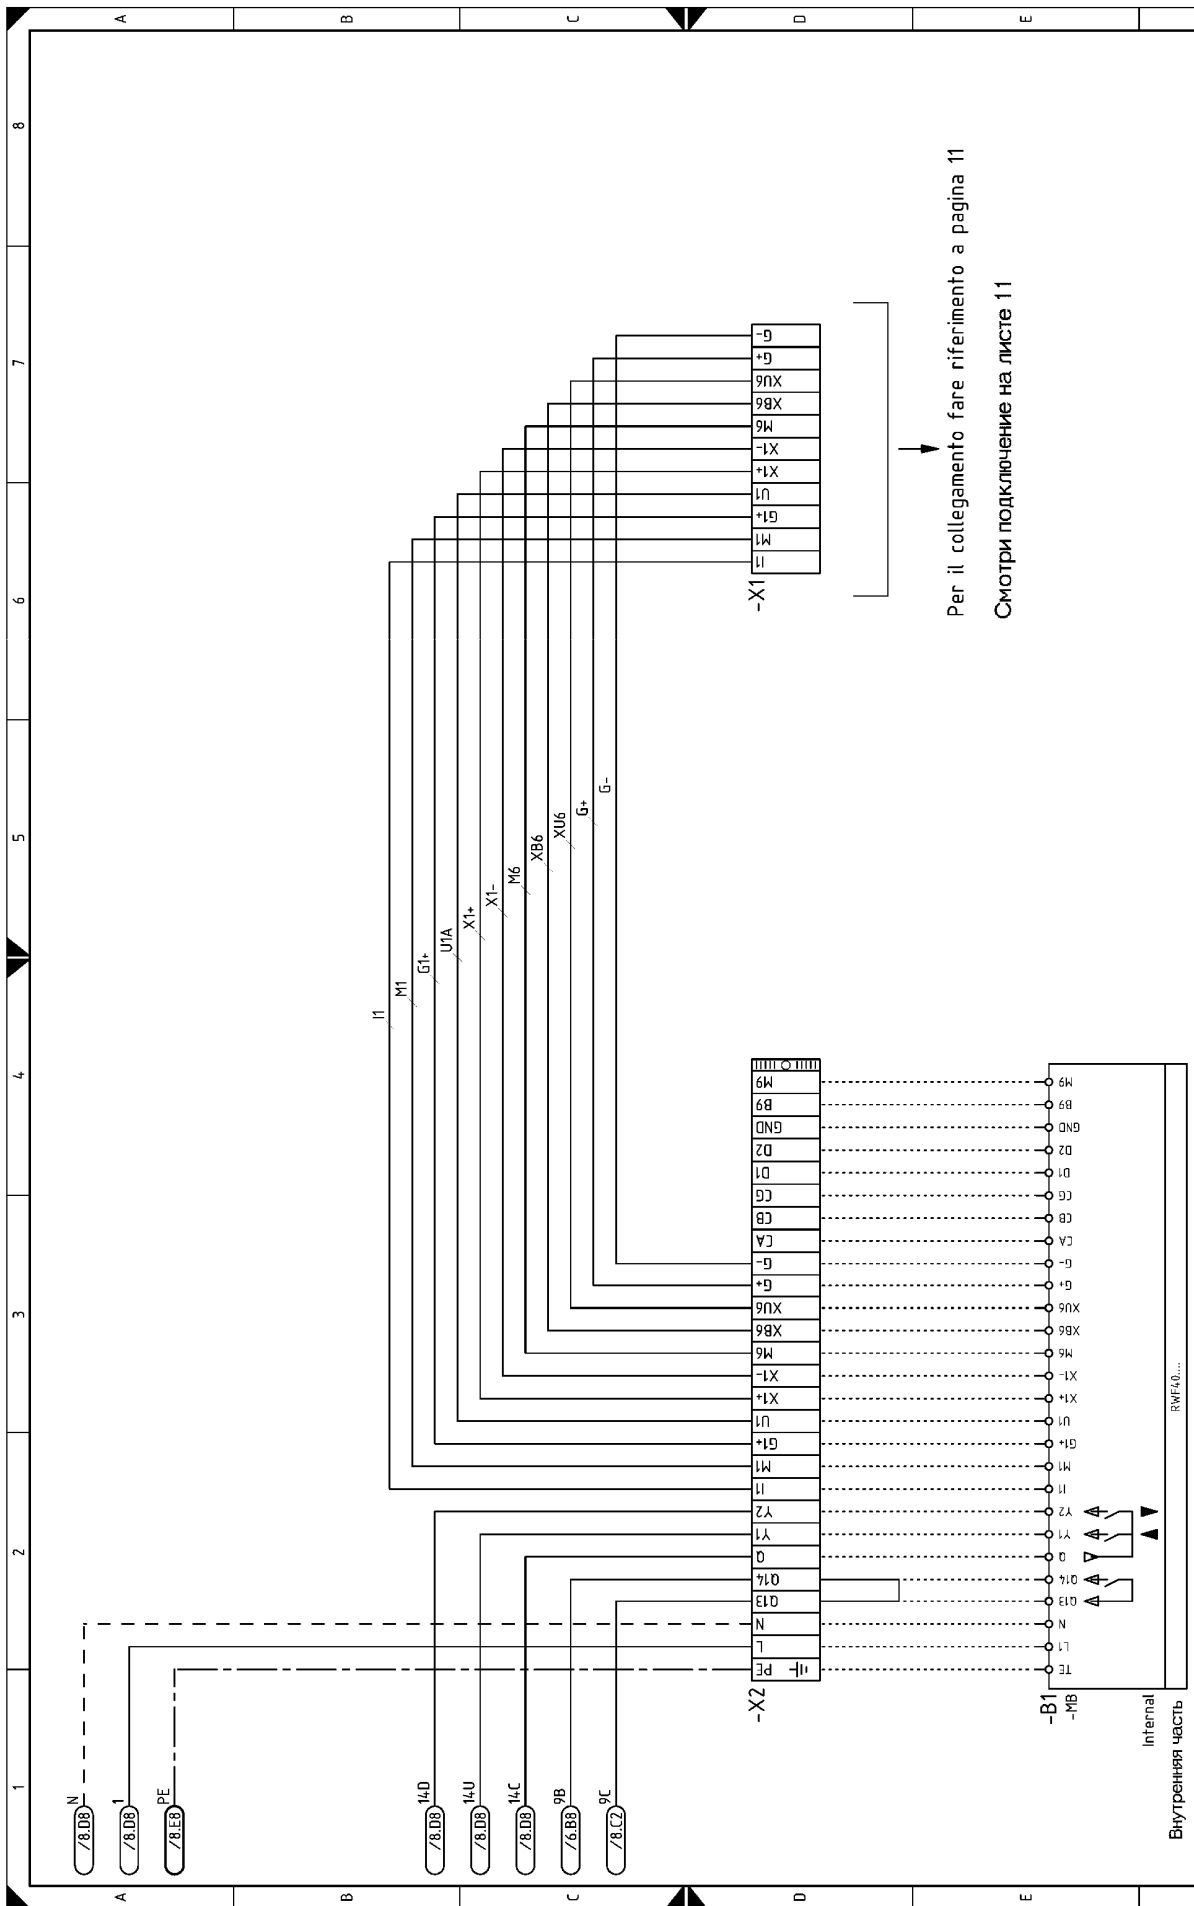 1 2 3 4 5 6 7 8
A
B
C
D
E
A
B
C
D
E
N /8.D8
1 /8.D8
PE /8.E8
14D /8.D8
14U /8.D8
14C /8.D8
9B /6.B8
9C /8.C2
I1
M1
G1+
U1A
X1+
X1-
M6
XB6
XU6
G+
G-
-X2
PE L N Q13 Q14 Q Y1 Y2 I1 M1 G1+ U1 X1+ X1- M6 XB6 XU6 G+ G- CA CB CG D1 D2 GND B9 M9
-X1
I1 M1 G1+ U1 X1+ X1- M6 XB6 XU6 G+ G-
Per il collegamento fare riferimento a pagina 11
Смотри подключение на листе 11
-B1
-MB
TE L1 N Q13 Q14 Q Y1 Y2 I1 M1 G1+ U1 X1+ X1- M6 XB6 XU6 G+ G- CA CB CG D1 D2 GND B9 M9
Internal
RWF40....
Внутренняя часть